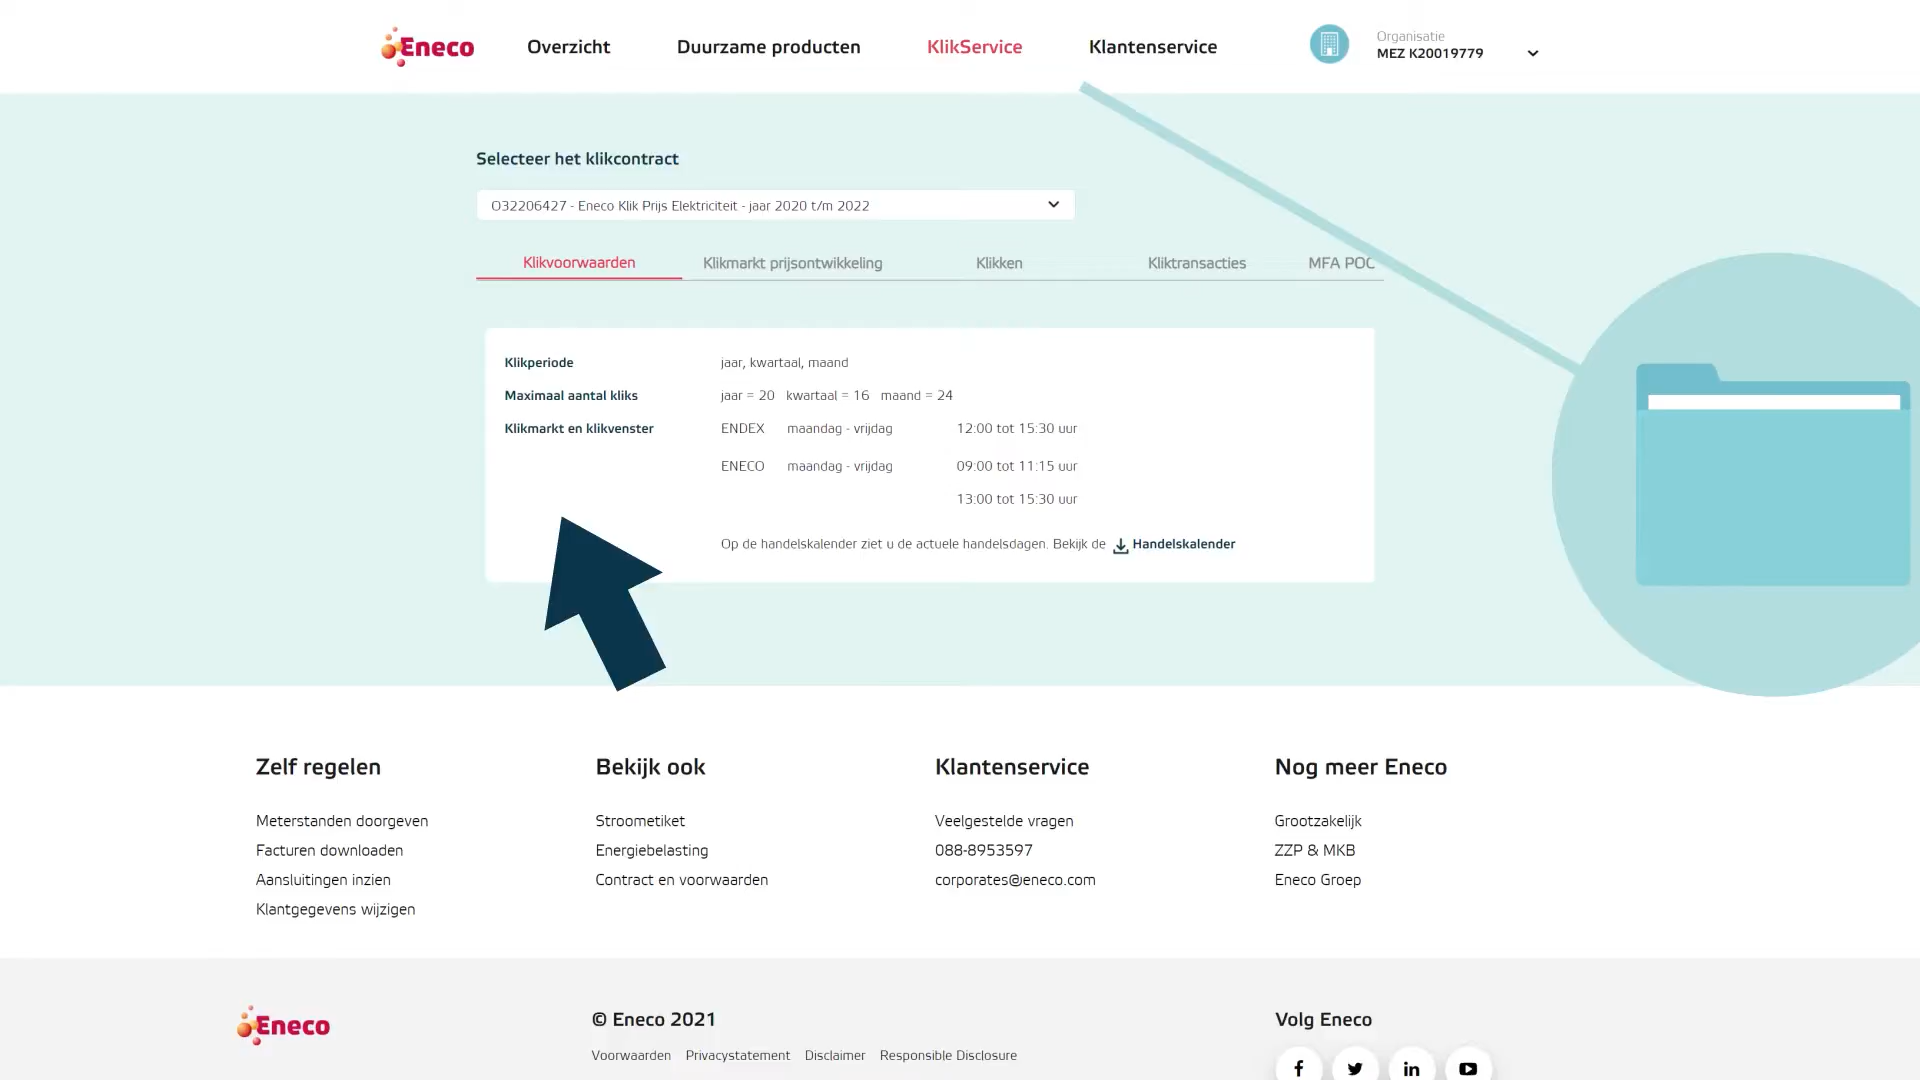 Eneco
Overzicht
Duurzame producten
KlikService
Klantenservice
Organisatie
MEZ K20019779
Selecteer het klikcontract
O32206427 - Eneco Klik Prijs Elektriciteit - jaar 2020 t/m 2022
Klikvoorwaarden
Klikmarkt prijsontwikkeling
Klikken
Kliktransacties
MFA POC
Klikperiode jaar, kwartaal, maand
Maximaal aantal kliks jaar = 20 kwartaal = 16 maand = 24
Klikmarkt en klikvenster ENDEX maandag - vrijdag 12:00 tot 15:30 uur
ENECO maandag - vrijdag 09:00 tot 11:15 uur
13:00 tot 15:30 uur
Op de handelskalender ziet u de actuele handelsdagen. Bekijk de Handelskalender
Zelf regelen
Meterstanden doorgeven
Facturen downloaden
Aansluitingen inzien
Klantgegevens wijzigen
Bekijk ook
Stroometiket
Energiebelasting
Contract en voorwaarden
Klantenservice
Veelgestelde vragen
088-8953597
corporates@eneco.com
Nog meer Eneco
Grootzakelijk
ZZP & MKB
Eneco Groep
Eneco
© Eneco 2021
Voorwaarden Privacystatement Disclaimer Responsible Disclosure
Volg Eneco